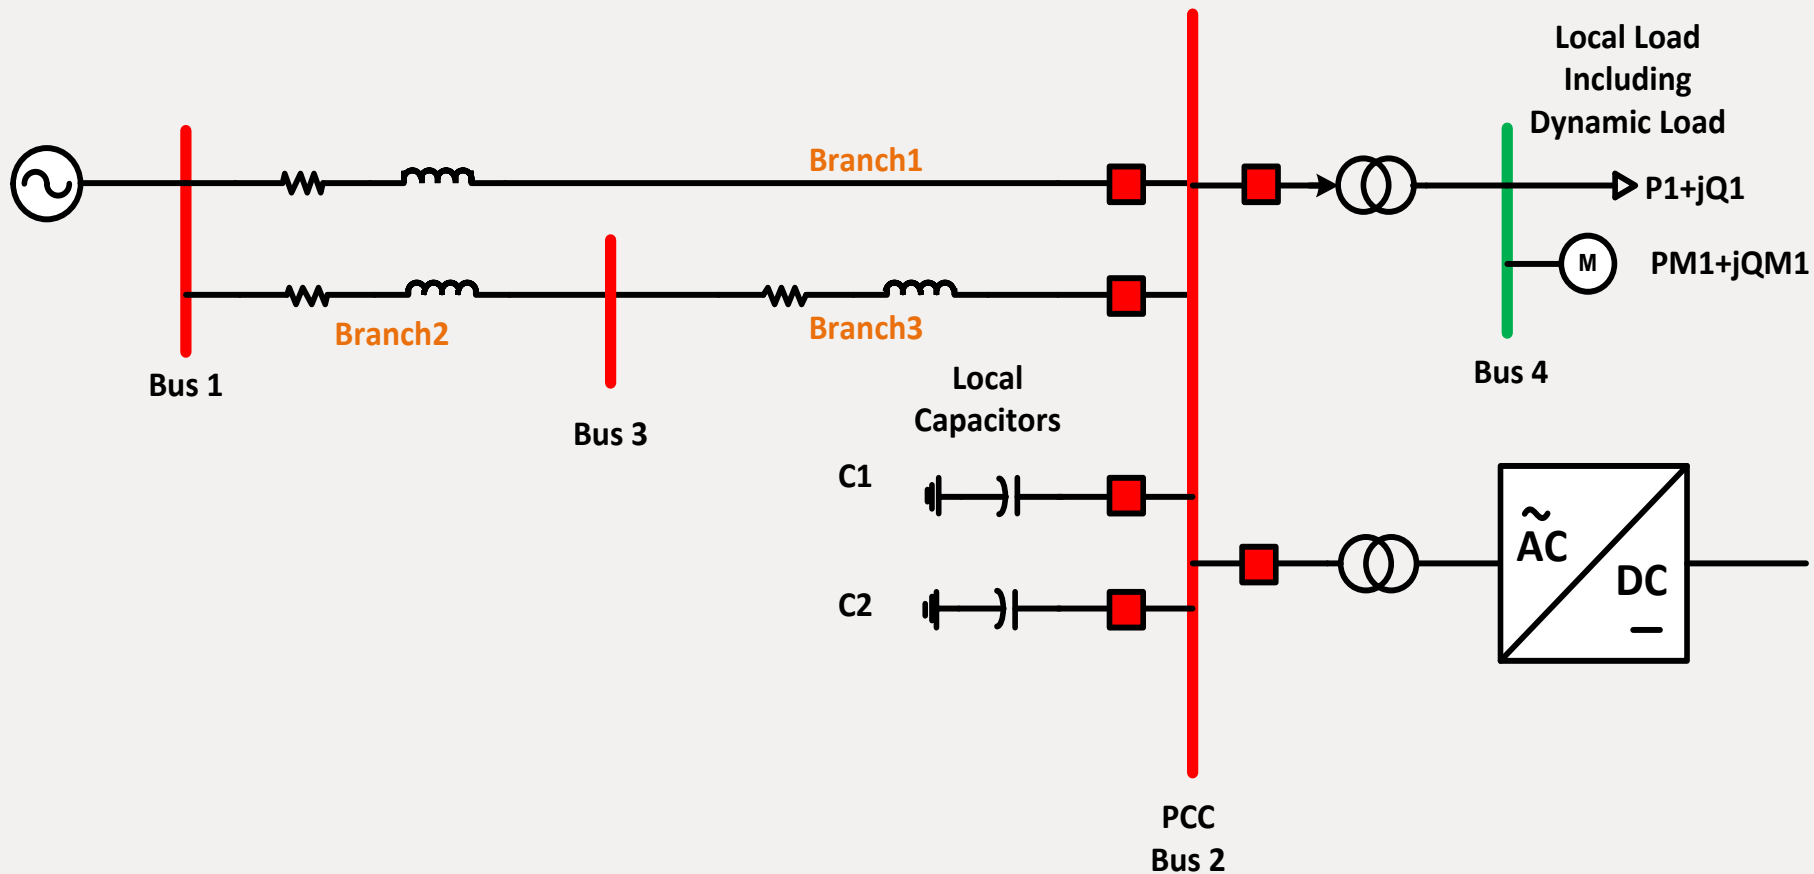 Local Load
Including
Dynamic Load
Branch1
P1+jQ1
M
PM1+jQM1
Branch2
Branch3
Bus 1
Bus 3
Bus 4
Local
Capacitors
C1
C2
AC
DC
PCC
Bus 2